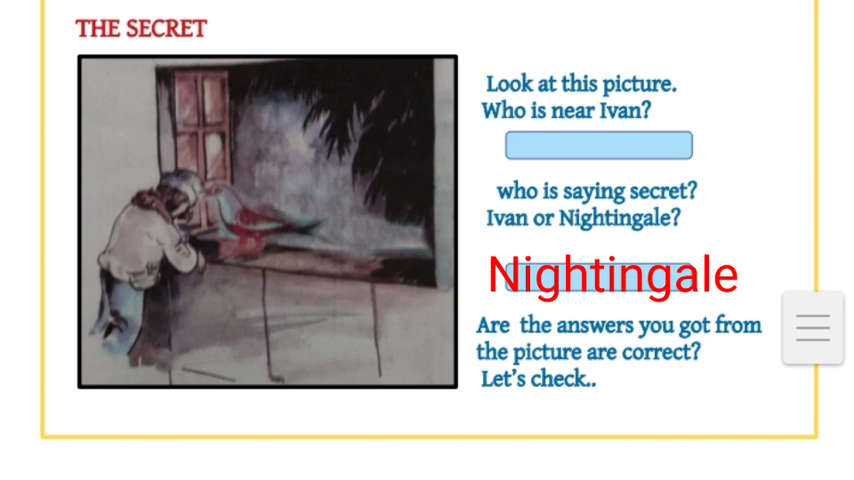 THE SECRET
Look at this picture.
Who is near Ivan?
who is saying secret?
Ivan or Nightingale?
Nightingale
Are the answers you got from
the picture are correct?
Let's check..